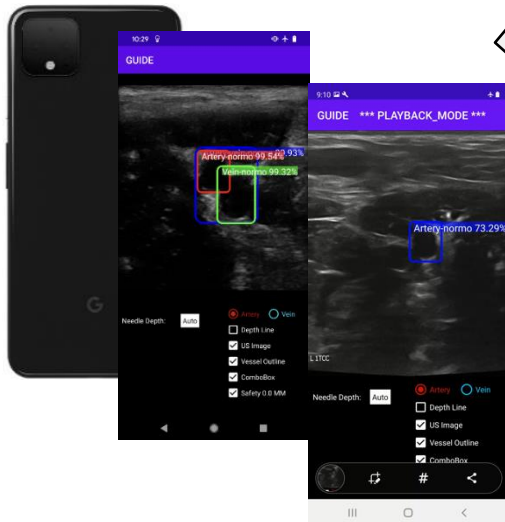 10:29
GUIDE
99.93%
Artery-normo 99.54%
Vein-normo 99.32%
Needle Depth:
Auto
Artery
Vein
Depth Line
US Image
Vessel Outline
ComboBox
Safety 0.0 MM
9:10
GUIDE *** PLAYBACK_MODE ***
Artery-normo 73.29%
L 1TCC
Needle Depth:
Auto
Artery
Vein
Depth Line
US Image
Vessel Outline
ComboBox
#
G